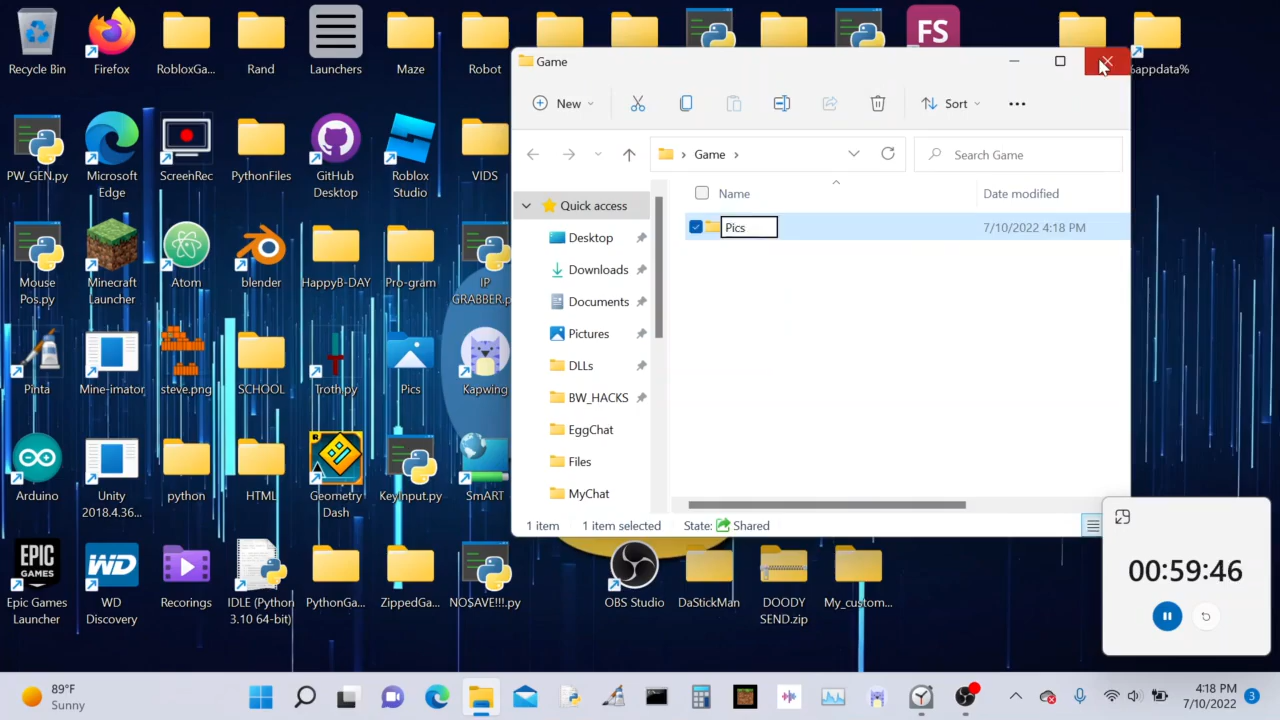 Recycle Bin
Firefox
RobloxGa...
Rand
Launchers
Maze
Robot
FS
%appdata%
PW_GEN.py
Microsoft
Edge
ScreenRec
PythonFiles
GitHub
Desktop
Roblox
Studio
VIDS
Mouse
Pos.py
Minecraft
Launcher
Atom
blender
HappyB-DAY
Pro-gram
IP
GRABBER.p
Pinta
Mine-imator
steve.png
SCHOOL
Troth.py
Pics
Kapwing
Arduino
Unity
2018.4.36...
python
HTML
Geometry
Dash
KeyInput.py
SmART
EPIC
GAMES
Epic Games
Launcher
WD
WD
Discovery
Recorings
IDLE (Python
3.10 64-bit)
PythonGa...
ZippedGa...
NOSAVE!!!.py
OBS Studio
DaStickMan
DOODY
SEND.zip
My_custom...
Game
New
Sort
Game
Search Game
Quick access
Name
Date modified
Pics
7/10/2022 4:18 PM
Desktop
Downloads
Documents
Pictures
DLLs
BW_HACKS
EggChat
Files
MyChat
1 item
1 item selected
State:
Shared
00:59:46
89°F
Sunny
4:18 PM
7/10/2022
3